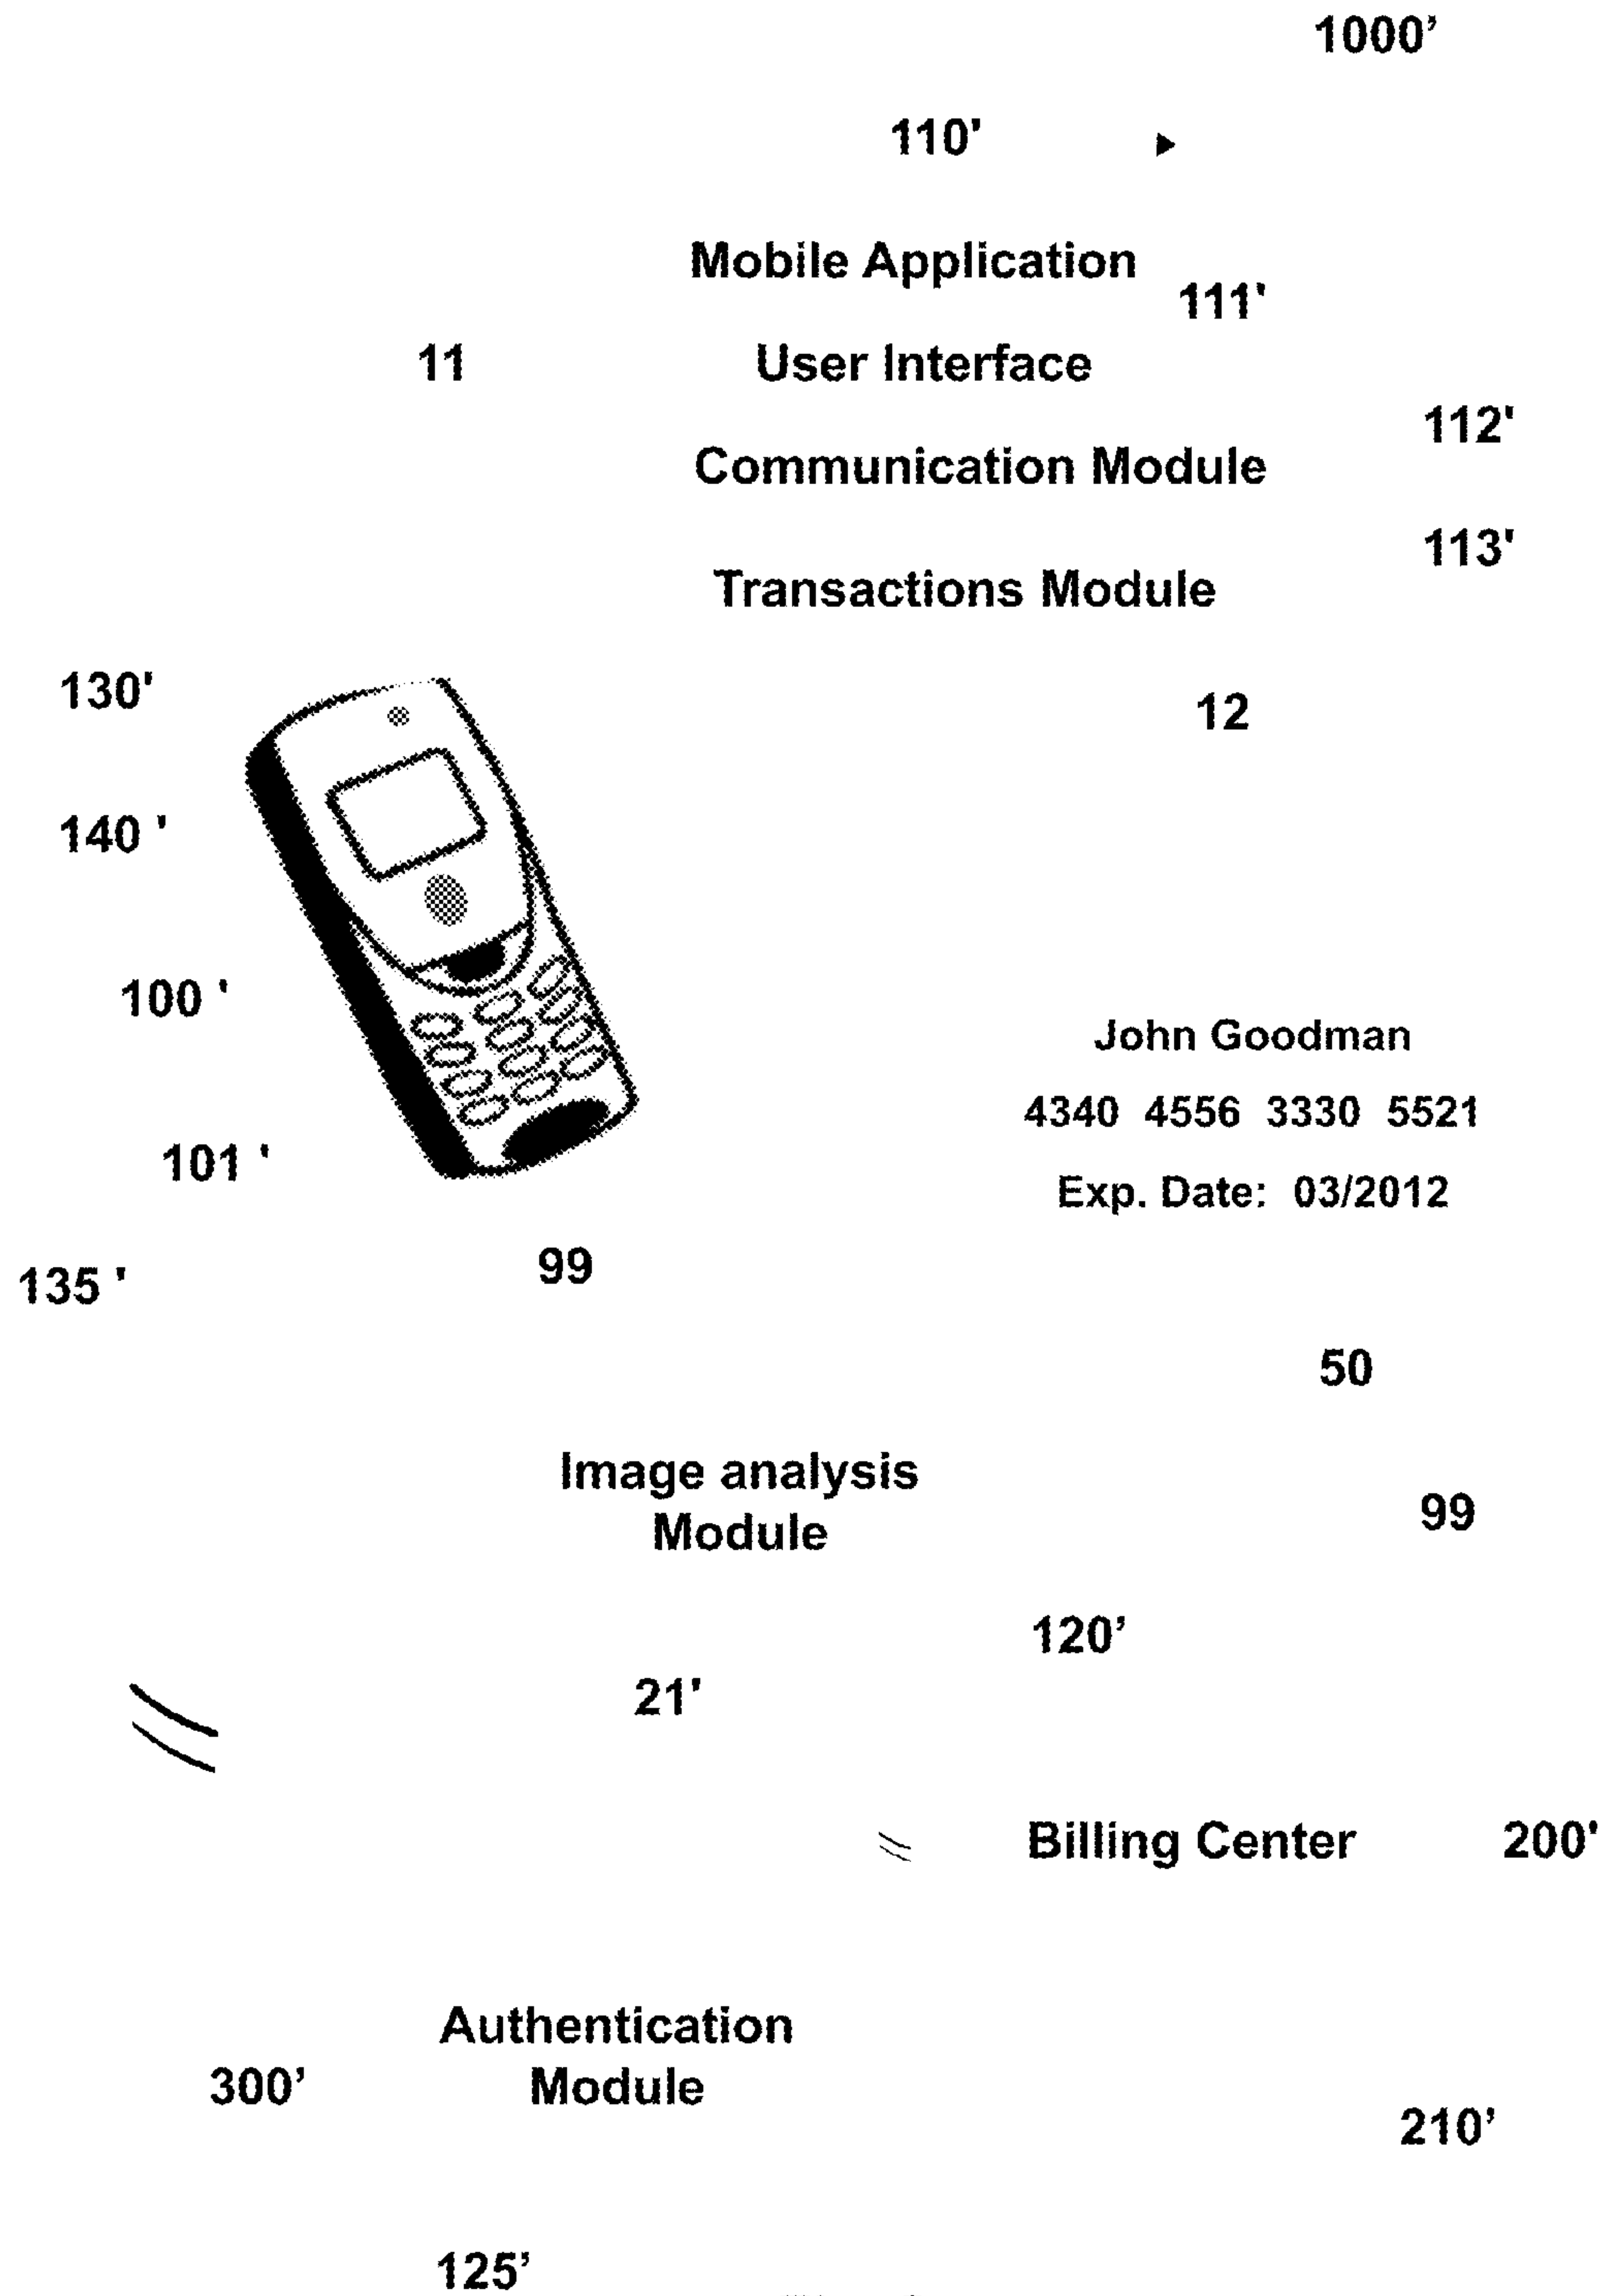 1000’
110'
Mobile Application
111'
11
User Interface
112'
Communication Module
113'
Transactions Module
130'
12
140 '
100 '
John Goodman
4340 4556 3330 5521
101 '
Exp. Date: 03/2012
99
135 '
50
Image analysis
Module
99
120’
21'
Billing Center
200'
Authentication
Module
300’
210’
125’